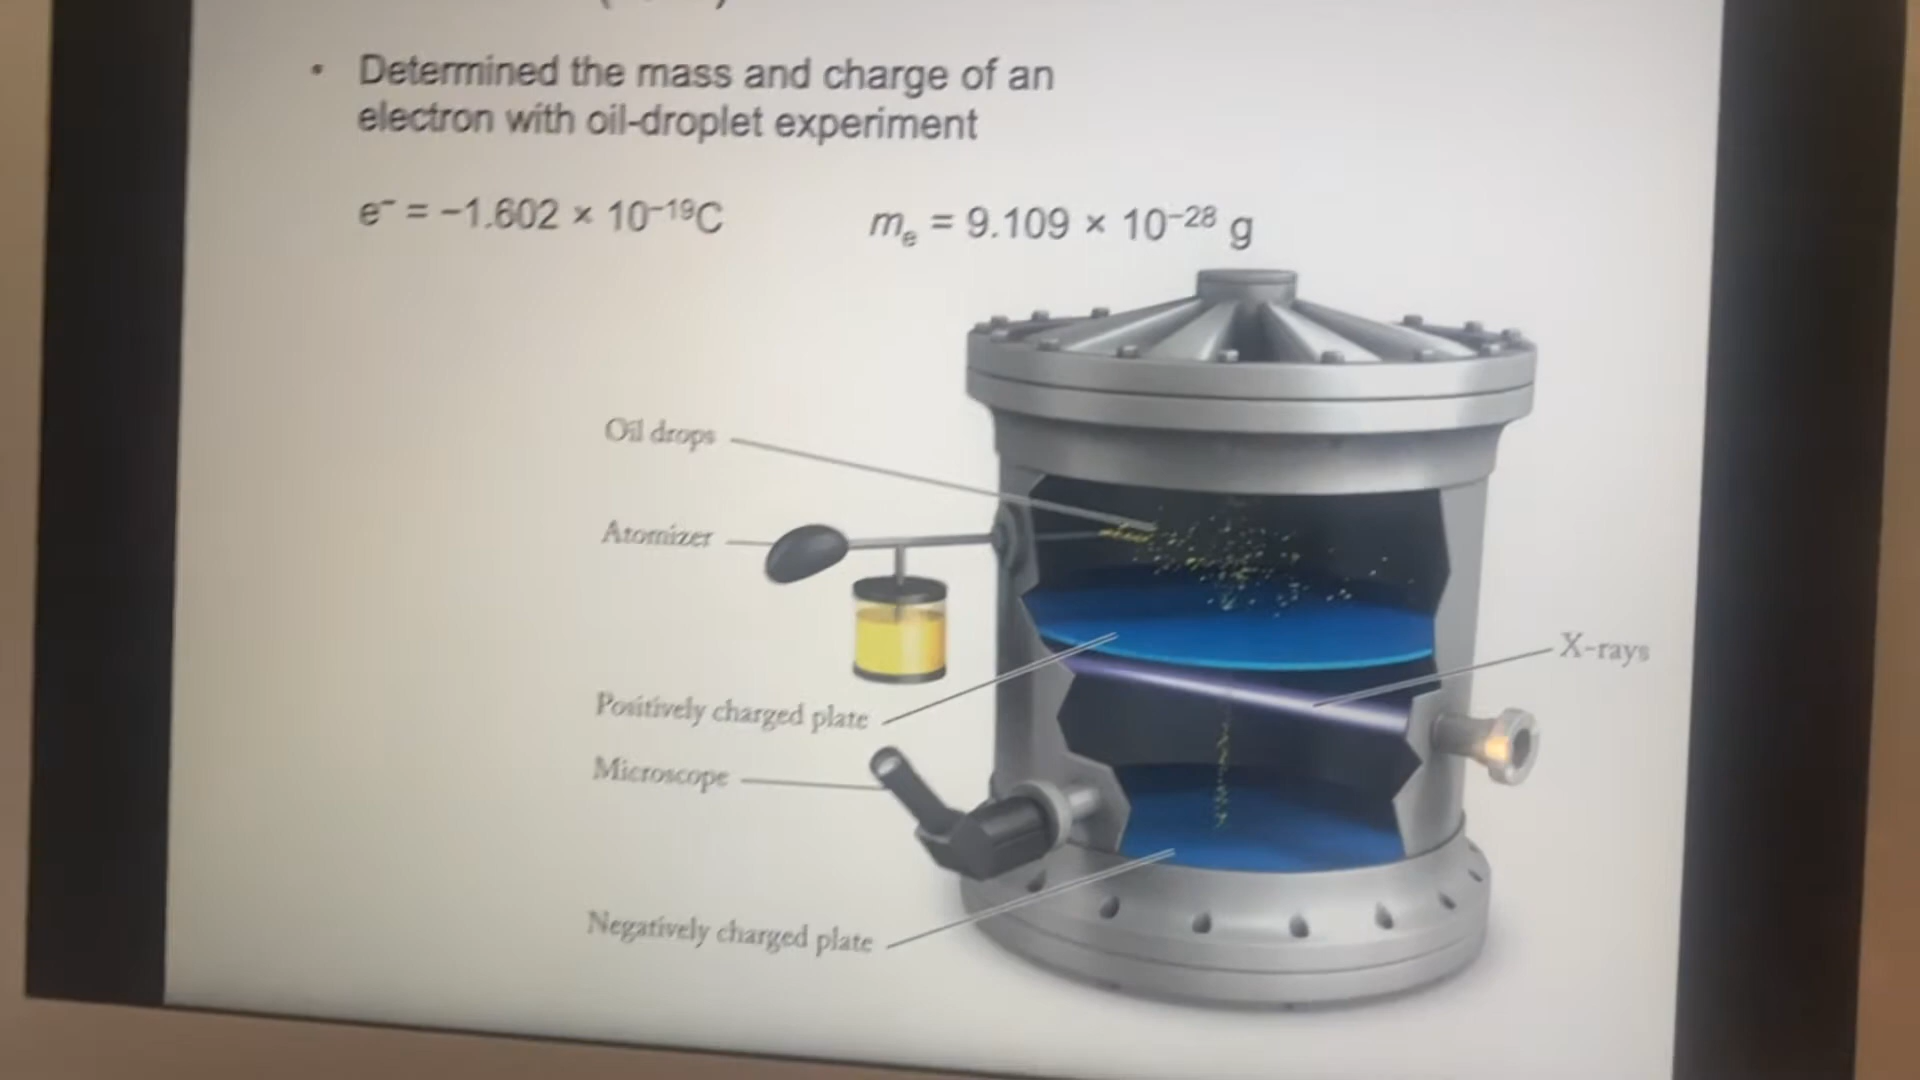 • Determined the mass and charge of an
electron with oil-droplet experiment
e⁻ = −1.602 × 10⁻¹⁹C
mₑ = 9.109 × 10⁻²⁸ g
Oil drops
Atomizer
X-rays
Positively charged plate
Microscope
Negatively charged plate